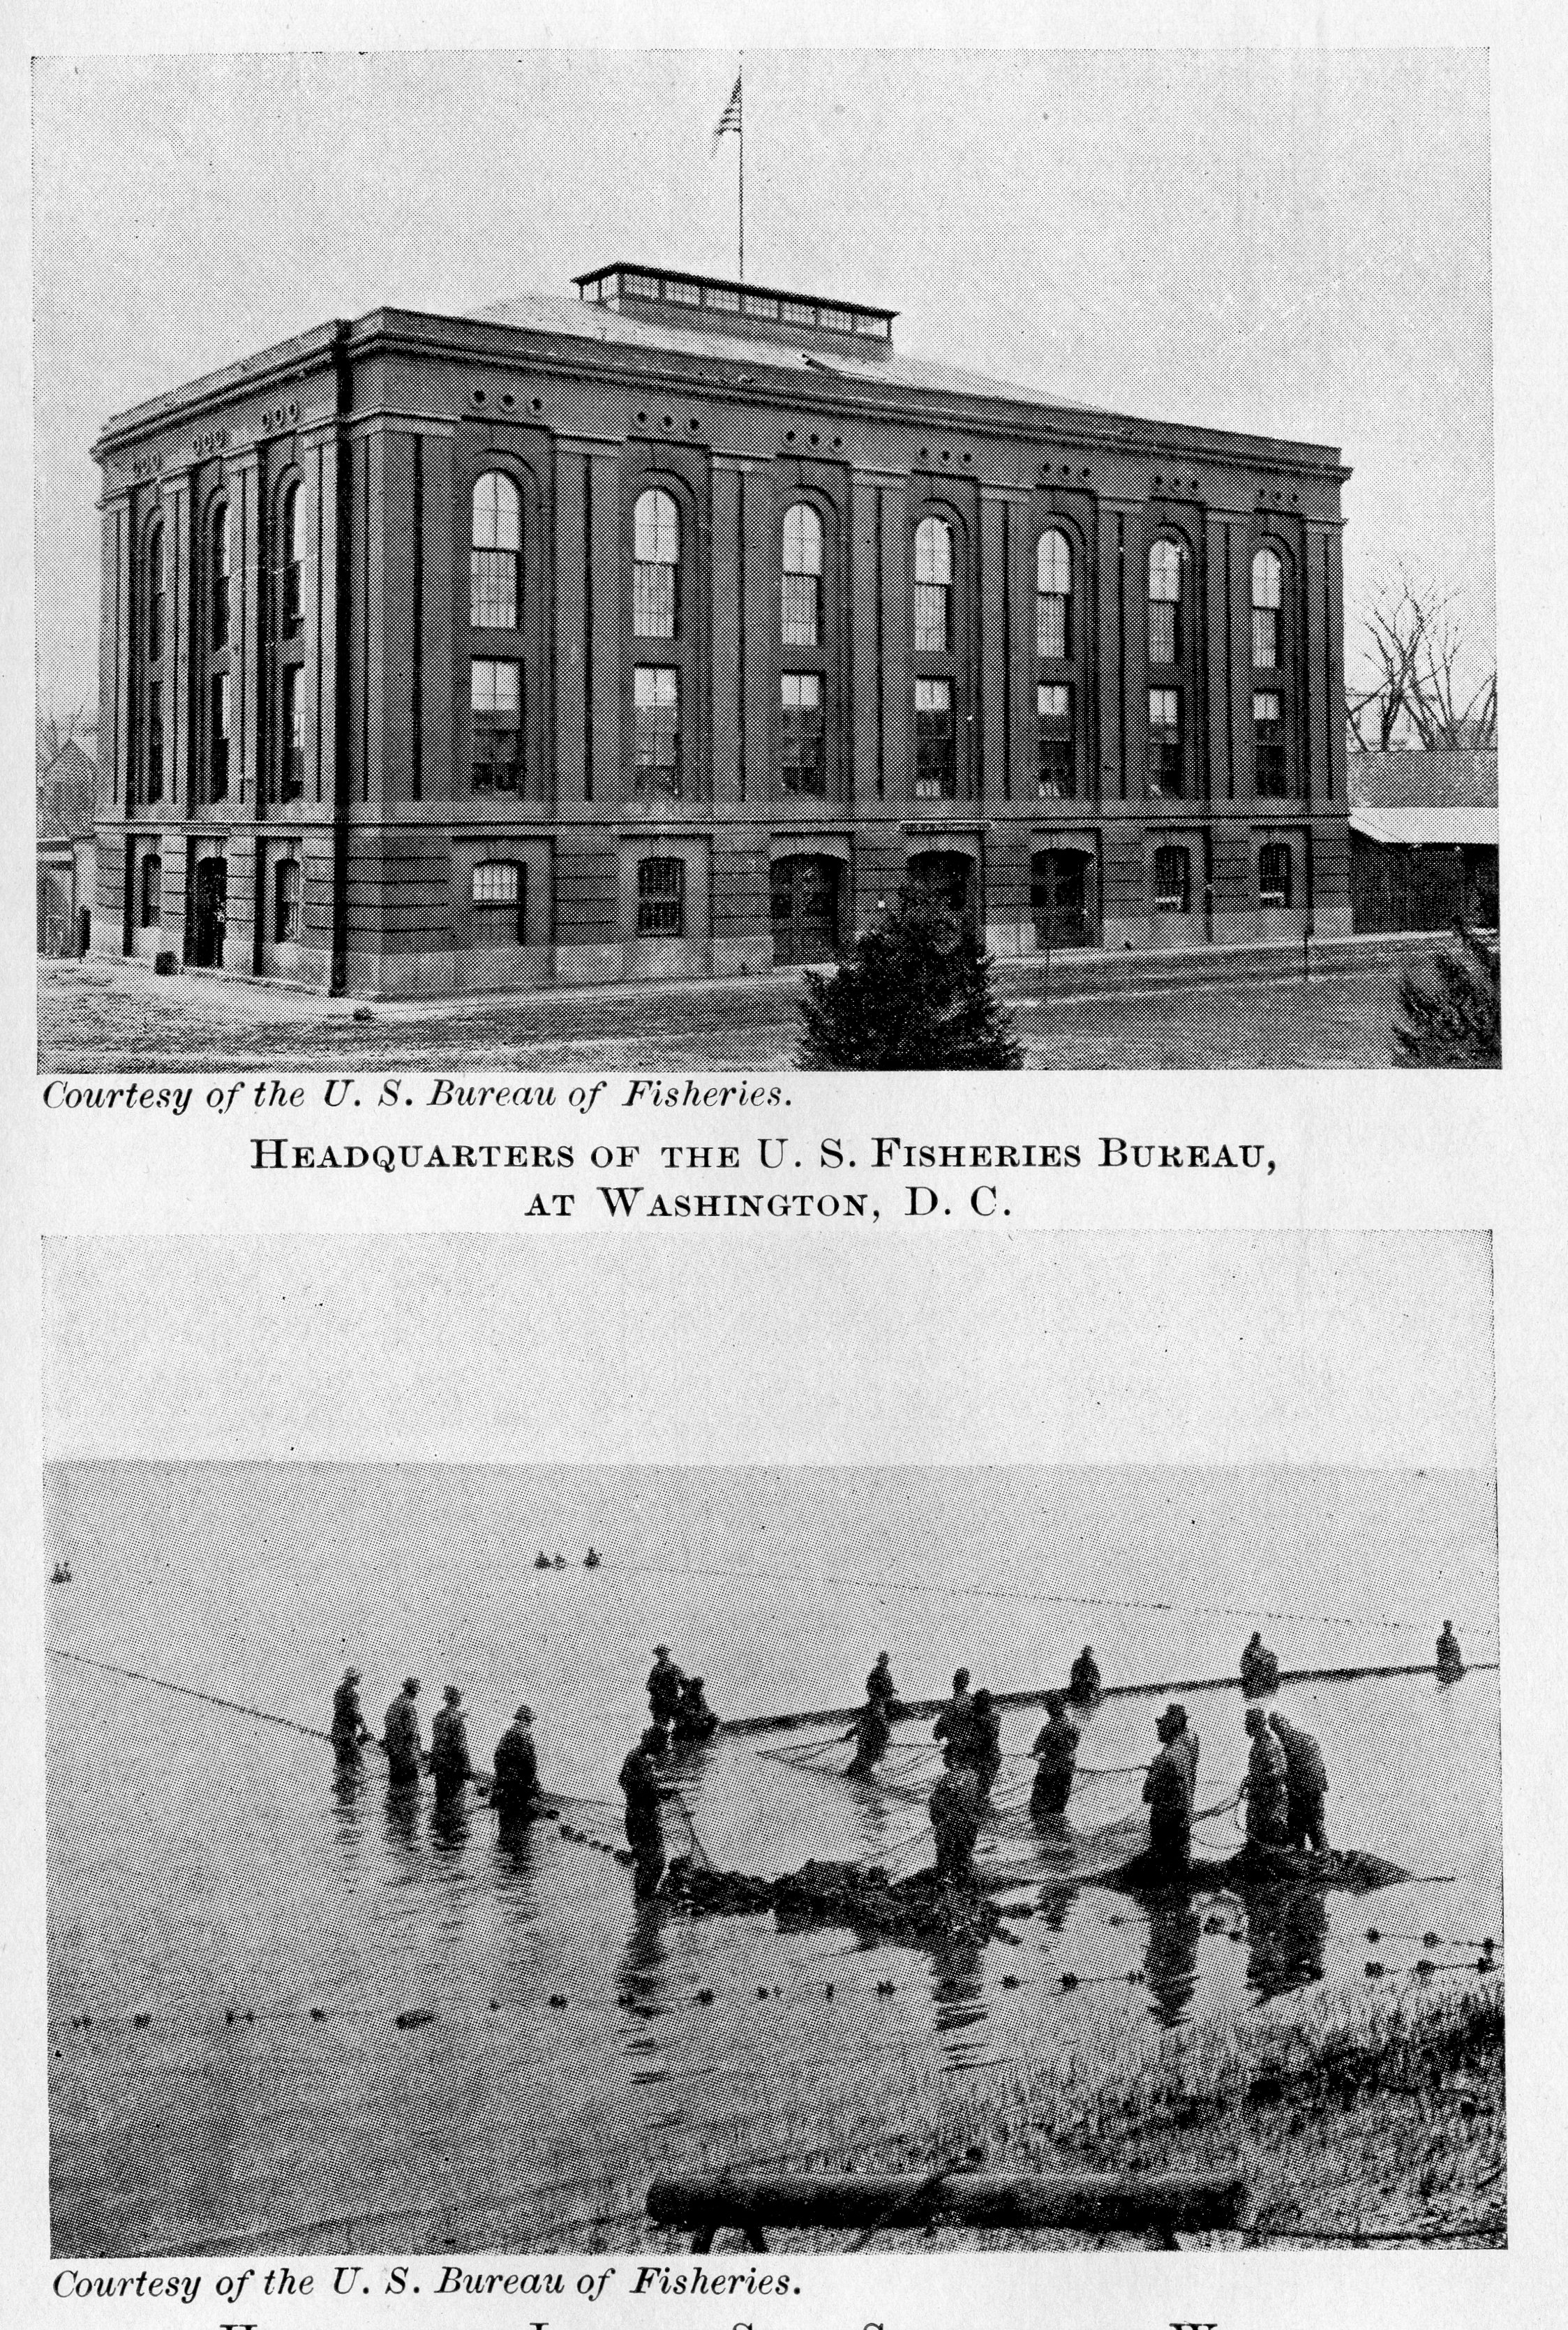 Courtesy of the U. S. Bureau of Fisheries.
Headquarters of the U. S. Fisheries Bureau,
at Washington, D. C.
Courtesy of the U. S. Bureau of Fisheries.